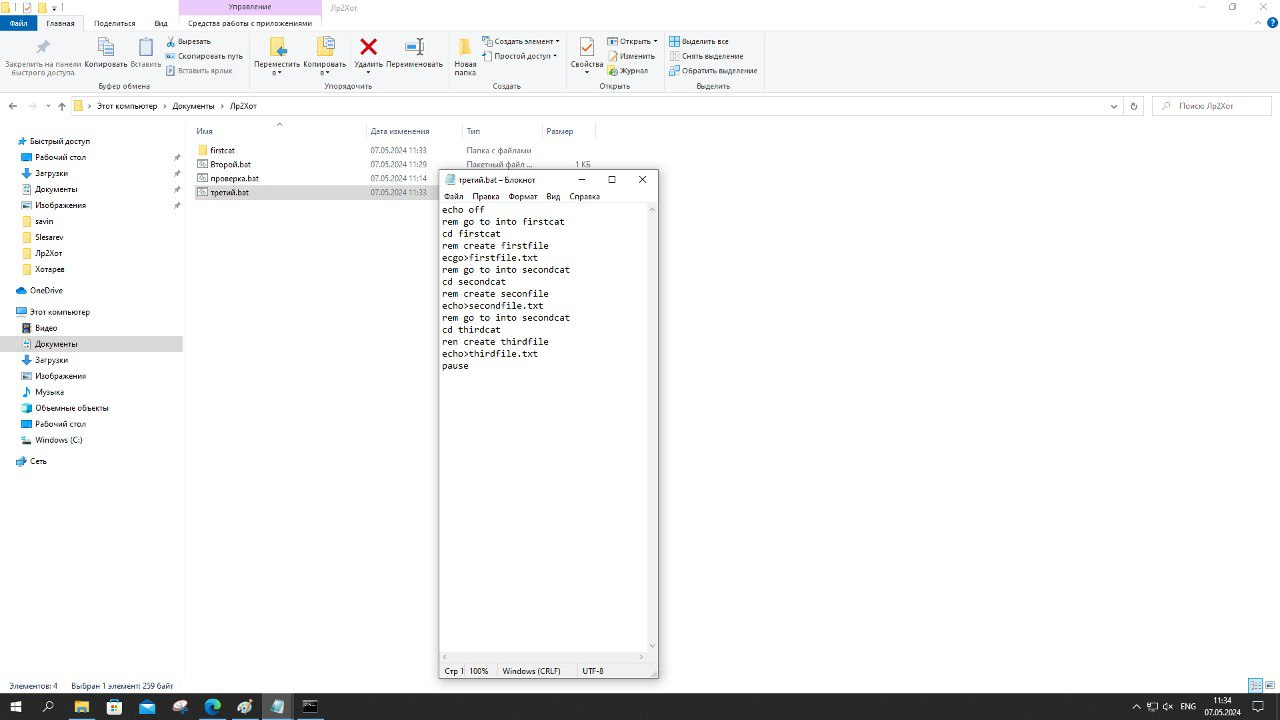 Управление
Лр2Хот
Файл
Главная
Поделиться
Вид
Средства работы с приложениями
Закрепить на панели
быстрого доступа
Копировать
Вставить
Вырезать
Скопировать путь
Вставить ярлык
Буфер обмена
Переместить
в
Копировать
в
Удалить
Переименовать
Упорядочить
Новая
папка
Создать элемент
Простой доступ
Создать
Свойства
Открыть
Изменить
Журнал
Открыть
Выделить все
Снять выделение
Обратить выделение
Выделить
Этот компьютер › Документы › Лр2Хот
Поиск: Лр2Хот
Быстрый доступ
Рабочий стол
Загрузки
Документы
Изображения
savin
Slesarev
Лр2Хот
Хотарев
OneDrive
Этот компьютер
Видео
Документы
Загрузки
Изображения
Музыка
Объемные объекты
Рабочий стол
Windows (C:)
Сеть
Имя Дата изменения Тип Размер
firstcat 07.05.2024 11:33 Папка с файлами
Второй.bat 07.05.2024 11:29 Пакетный файл ... 1 КБ
проверка.bat 07.05.2024 11:14
третий.bat 07.05.2024 11:33
третий.bat – Блокнот
Файл Правка Формат Вид Справка
echo off
rem go to into firstcat
cd firstcat
rem create firstfile
ecgo>firstfile.txt
rem go to into secondcat
cd secondcat
rem create seconfile
echo>secondfile.txt
rem go to into secondcat
cd thirdcat
ren create thirdfile
echo>thirdfile.txt
pause
Стр 1 100% Windows (CRLF) UTF-8
Элементов: 4 Выбран 1 элемент: 259 байт
ENG
11:34
07.05.2024